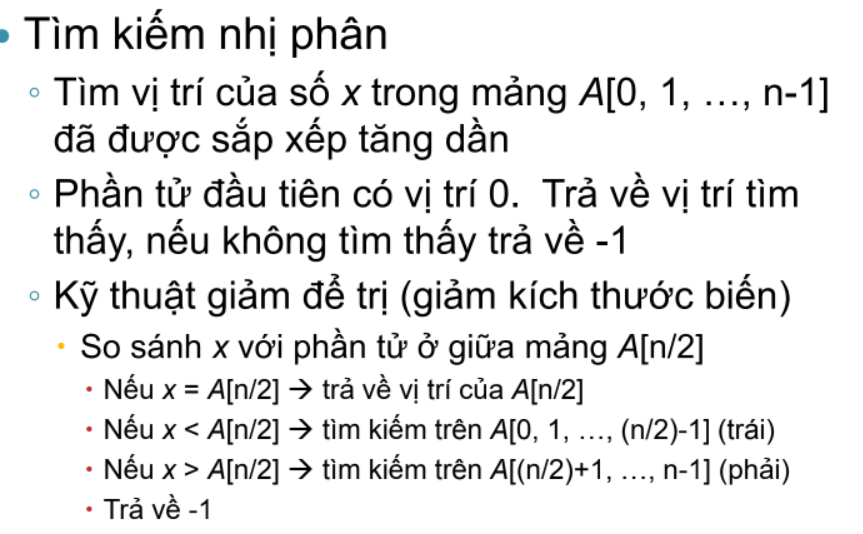 • Tìm kiếm nhị phân
◦ Tìm vị trí của số x trong mảng A[0, 1, …, n-1]
đã được sắp xếp tăng dần
◦ Phần tử đầu tiên có vị trí 0. Trả về vị trí tìm
thấy, nếu không tìm thấy trả về -1
◦ Kỹ thuật giảm để trị (giảm kích thước biến)
• So sánh x với phần tử ở giữa mảng A[n/2]
• Nếu x = A[n/2] → trả về vị trí của A[n/2]
• Nếu x < A[n/2] → tìm kiếm trên A[0, 1, …, (n/2)-1] (trái)
• Nếu x > A[n/2] → tìm kiếm trên A[(n/2)+1, …, n-1] (phải)
• Trả về -1